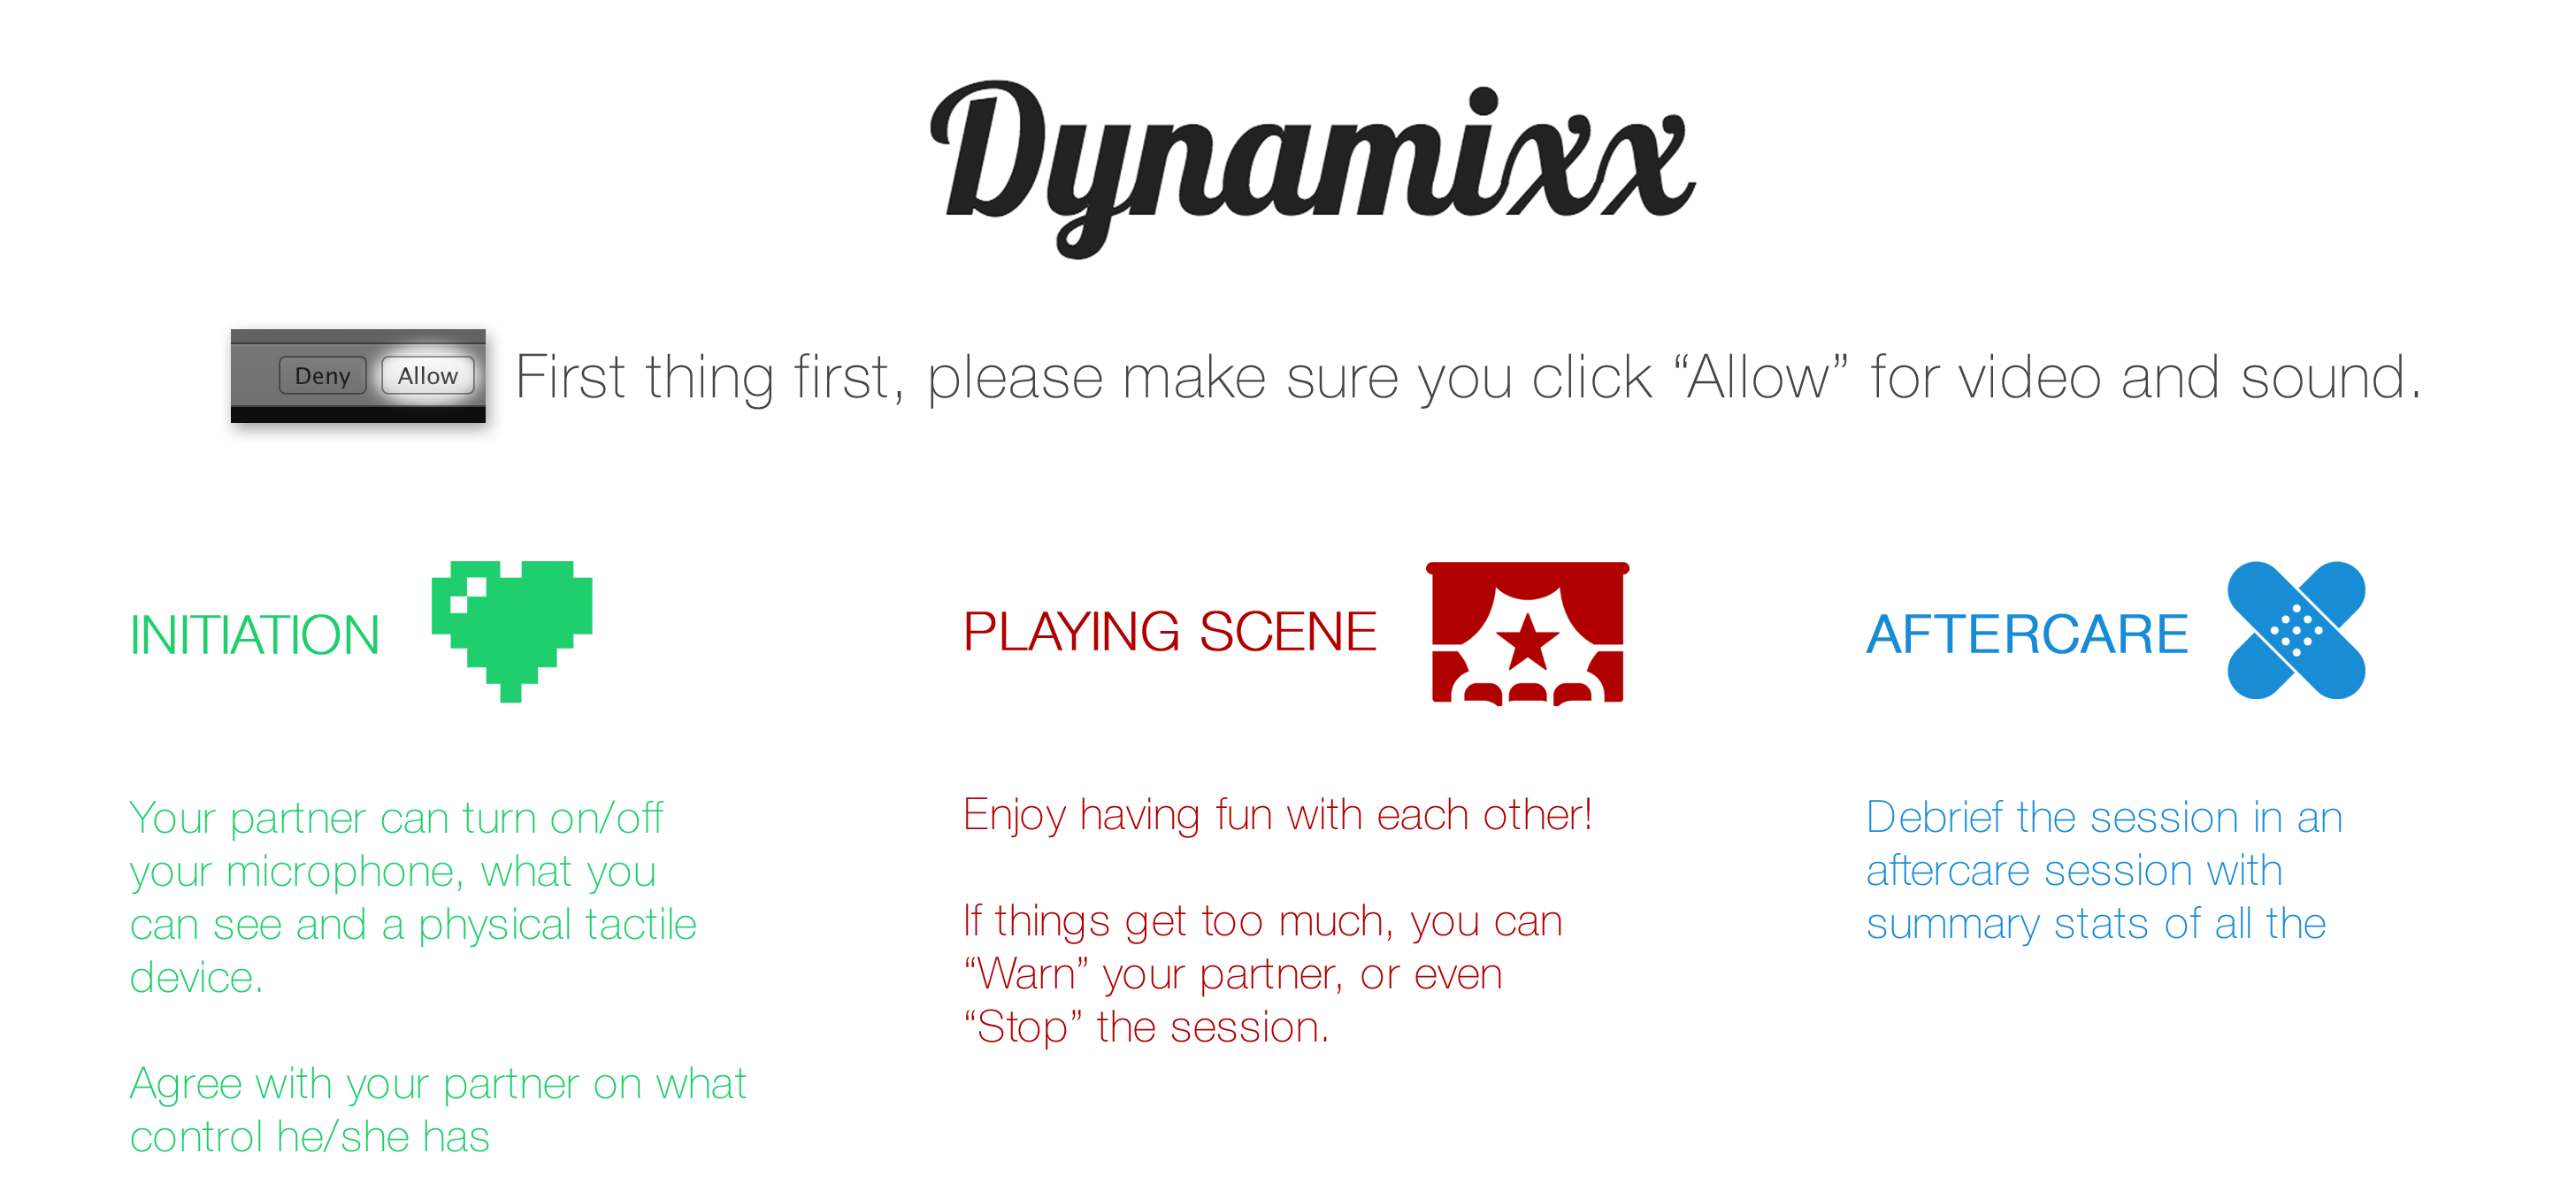 Dynamixx
Deny Allow
First thing first, please make sure you click “Allow” for video and sound.
INITIATION
Your partner can turn on/off
your microphone, what you
can see and a physical tactile
device.
Agree with your partner on what
control he/she has
PLAYING SCENE
Enjoy having fun with each other!
If things get too much, you can
“Warn” your partner, or even
“Stop” the session.
AFTERCARE
Debrief the session in an
aftercare session with
summary stats of all the